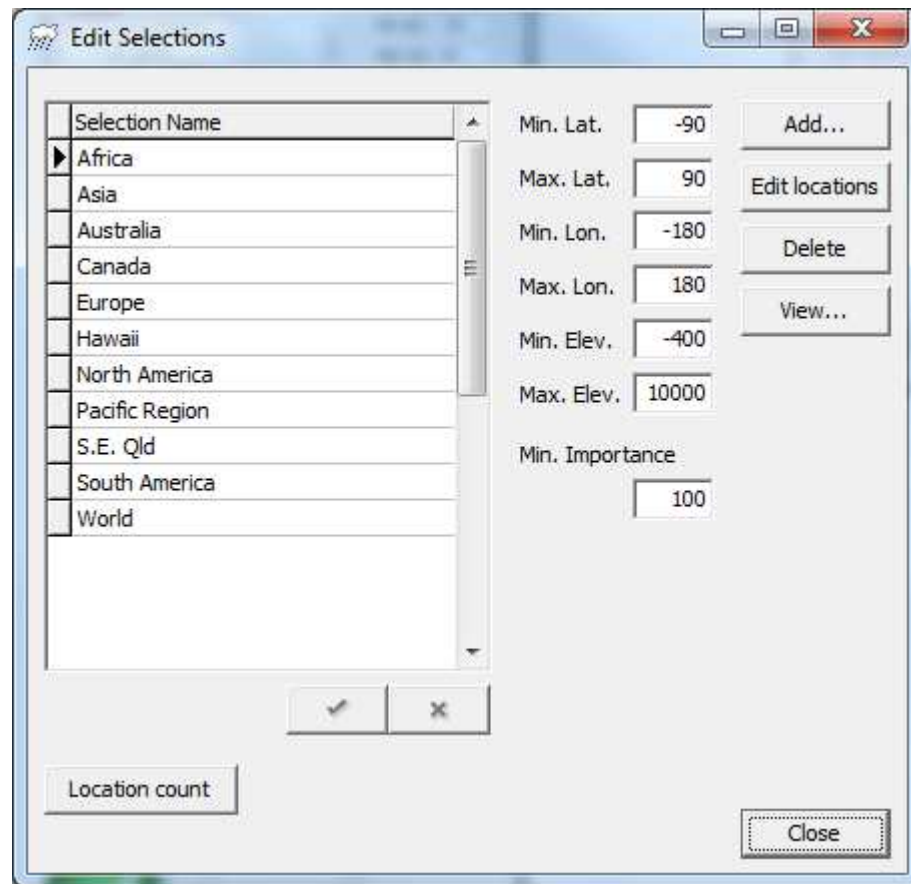 Edit Selections
Selection Name
Africa
Asia
Australia
Canada
Europe
Hawaii
North America
Pacific Region
S.E. Qld
South America
World
Min. Lat. -90
Max. Lat. 90
Min. Lon. -180
Max. Lon. 180
Min. Elev. -400
Max. Elev. 10000
Min. Importance
100
Add...
Edit locations
Delete
View...
Location count
Close